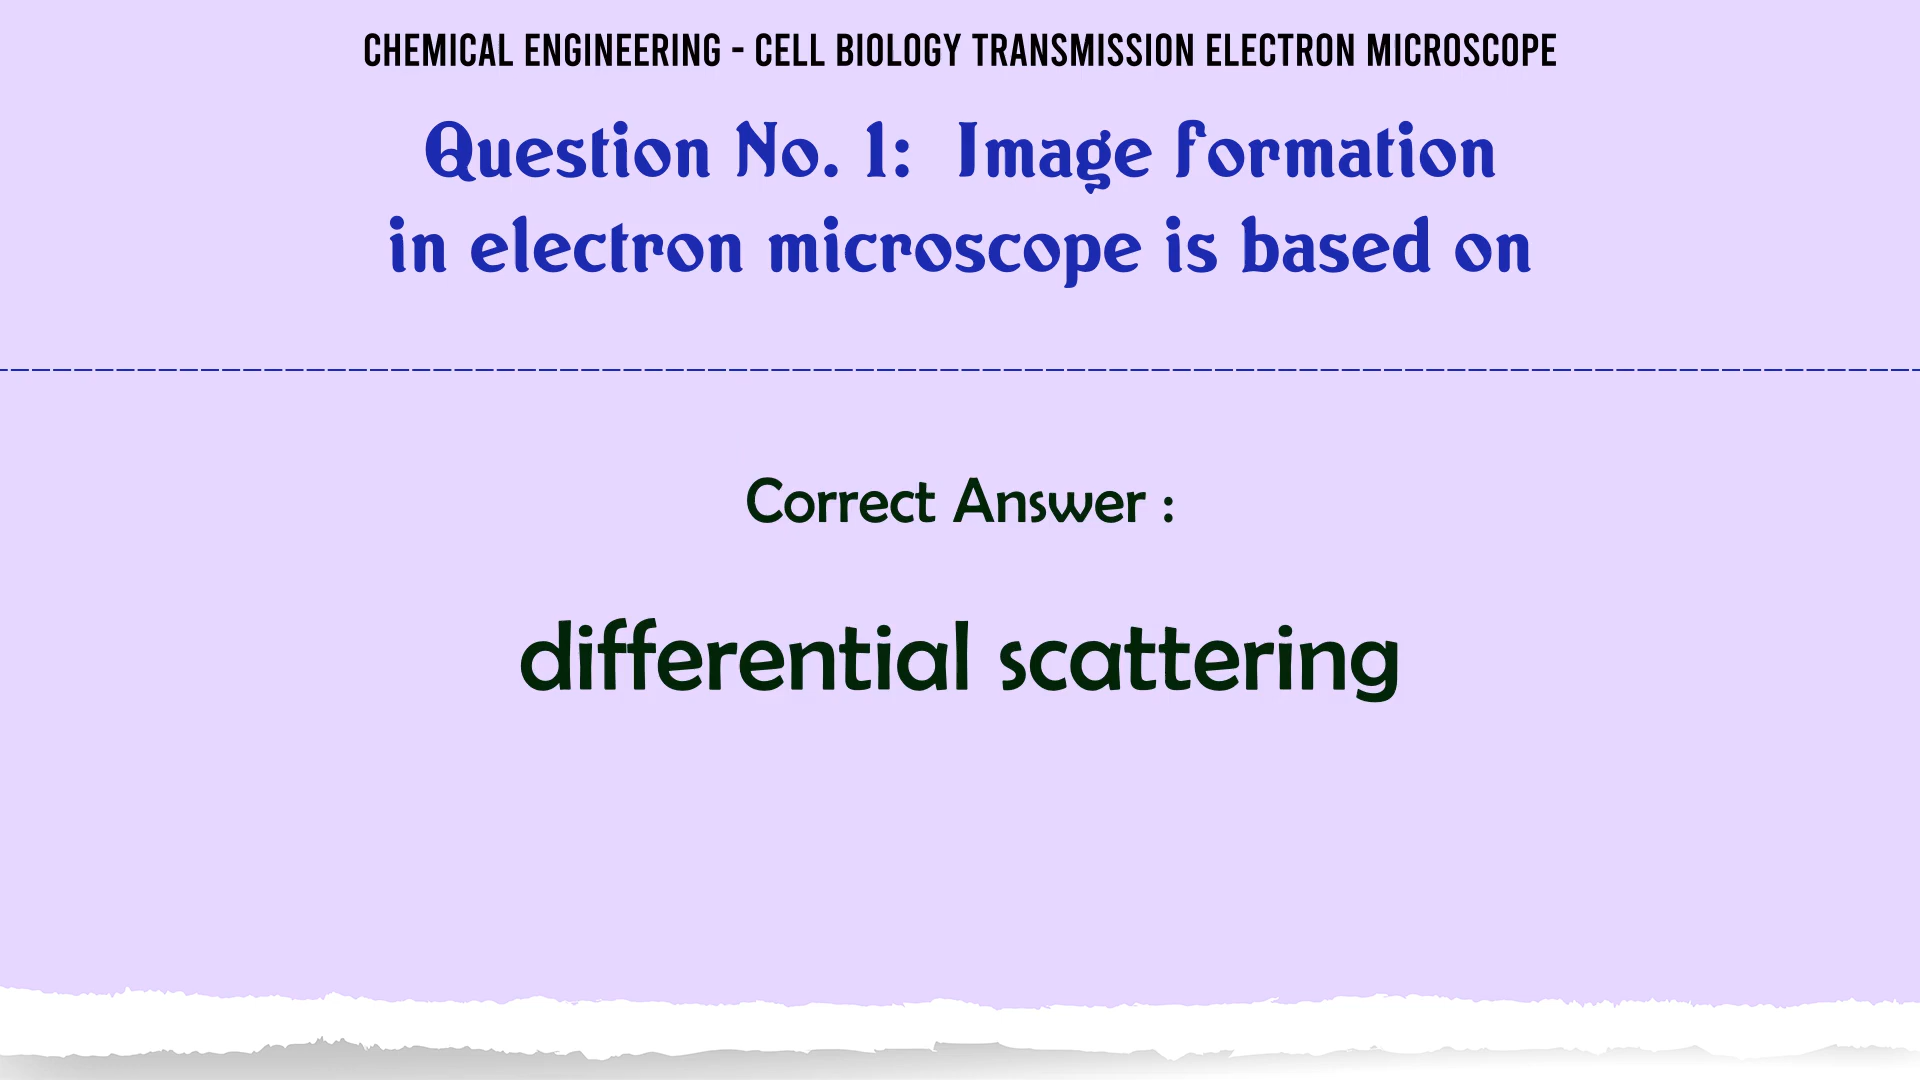 CHEMICAL ENGINEERING - CELL BIOLOGY TRANSMISSION ELECTRON MICROSCOPE
Question No. 1: Image formation
in electron microscope is based on
Correct Answer :
differential scattering